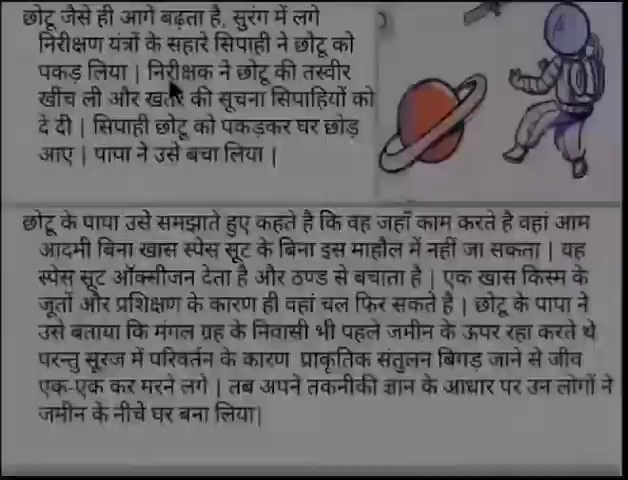 छोटू जैसे ही आगे बढ़ता है, सुरंग में लगे
निरीक्षण यंत्रों के सहारे सिपाही ने छोटू को
पकड़ लिया | निरीक्षक ने छोटू की तस्वीर
खींच ली और खतरे की सूचना सिपाहियों को
दे दी | सिपाही छोटू को पकड़कर घर छोड़
आए | पापा ने उसे बचा लिया |
छोटू के पापा उसे समझाते हुए कहते है कि वह जहाँ काम करते है वहां आम
आदमी बिना खास स्पेस सूट के बिना इस माहौल में नहीं जा सकता | यह
स्पेस सूट ऑक्सीजन देता है और ठण्ड से बचाता है | एक खास किस्म के
जूतों और प्रशिक्षण के कारण ही वहां चल फिर सकते है | छोटू के पापा ने
उसे बताया कि मंगल ग्रह के निवासी भी पहले जमीन के ऊपर रहा करते थे
परन्तु सूरज में परिवर्तन के कारण प्राकृतिक संतुलन बिगड़ जाने से जीव
एक-एक कर मरने लगे | तब अपने तकनीकी ज्ञान के आधार पर उन लोगों ने
जमीन के नीचे घर बना लिया|